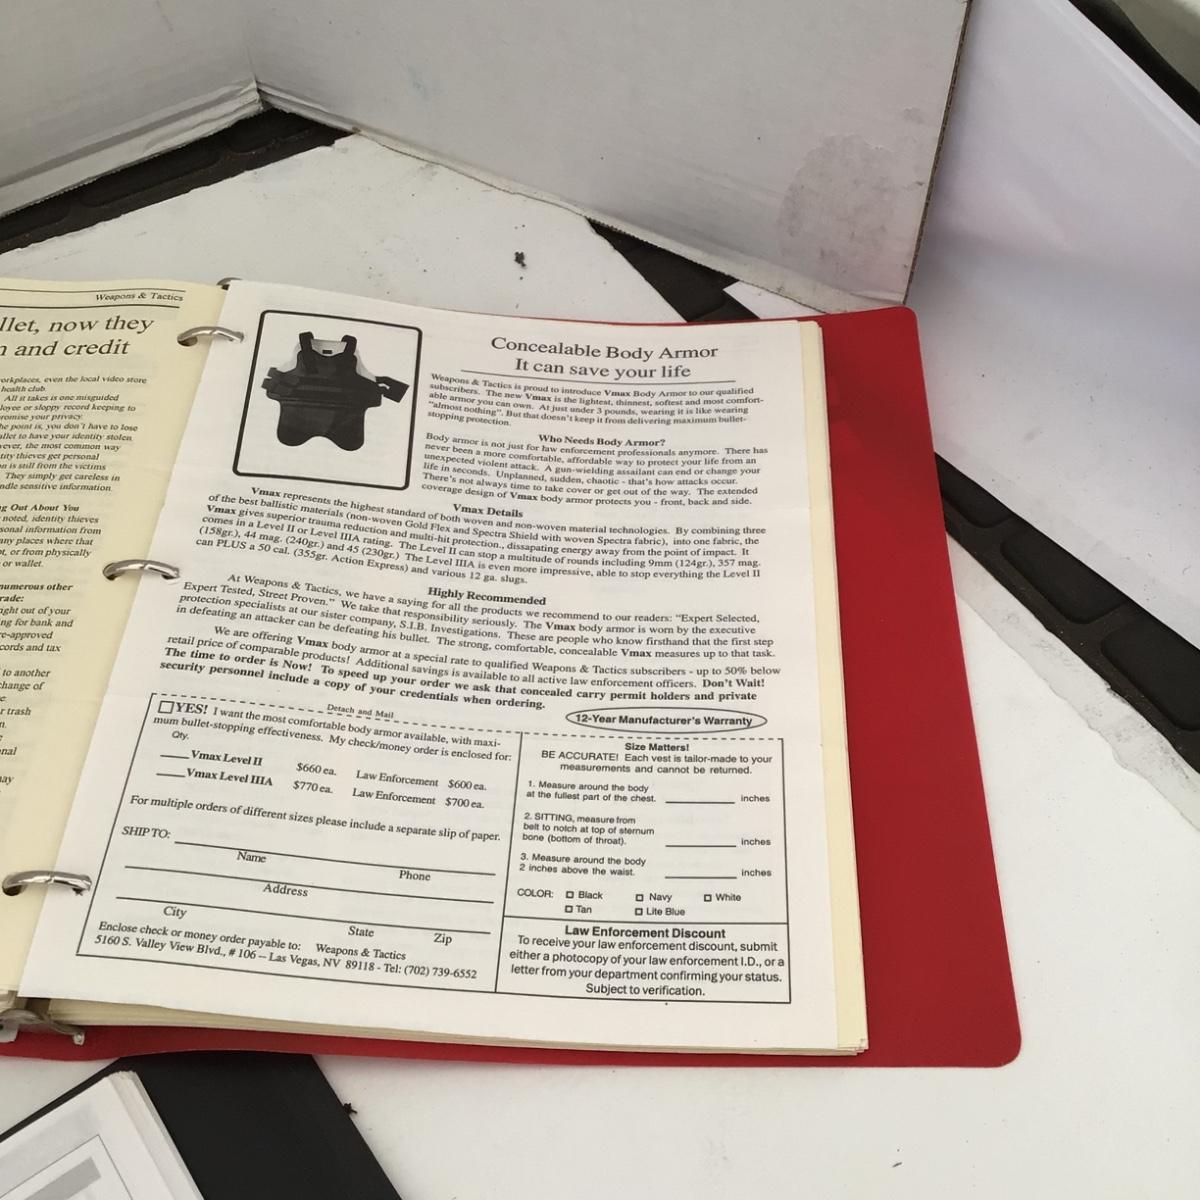 Weapons & Tactics
llet, now they
and credit
orkplaces, even the local video store
health club.
All it takes is one misguided
loyee or sloppy record keeping to
romise your privacy.
he point is, you don't have to lose
allet to have your identity stolen.
ever, the most common way
tity thieves get personal
on is still from the victims
They simply get careless in
ndle sensitive information.
g Out About You
noted, identity thieves
sonal information from
any places where that
t, or from physically
or wallet.
numerous other
rade:
ght out of your
ng for bank and
re-approved
cords and tax
to another
change of
r trash
Concealable Body Armor
It can save your life
Weapons & Tactics is proud to introduce Vmax Body Armor to our qualified
subscribers. The new Vmax is the lightest, thinnest, softest and most comfort-
able armor you can own. At just under 3 pounds, wearing it is like wearing
"almost nothing". But that doesn't keep it from delivering maximum bullet-
stopping protection.
Who Needs Body Armor?
Body armor is not just for law enforcement professionals anymore. There has
never been a more comfortable, affordable way to protect your life from an
unexpected violent attack. A gun-wielding assailant can end or change your
life in seconds. Unplanned, sudden, chaotic - that's how attacks occur.
There's not always time to take cover or get out of the way. The extended
coverage design of Vmax body armor protects you - front, back and side.
Vmax Details
Vmax represents the highest standard of both woven and non-woven material technologies. By combining three
of the best ballistic materials (non-woven Gold Flex and Spectra Shield with woven Spectra fabric), into one fabric, the
Vmax gives superior trauma reduction and multi-hit protection., dissapating energy away from the point of impact. It
comes in a Level II or Level IIIA rating. The Level II can stop a multitude of rounds including 9mm (124gr.), 357 mag.
(158gr.), 44 mag. (240gr.) and 45 (230gr.) The Level IIIA is even more impressive, able to stop everything the Level II
can PLUS a 50 cal. (355gr. Action Express) and various 12 ga. slugs.
Highly Recommended
At Weapons & Tactics, we have a saying for all the products we recommend to our readers: "Expert Selected,
Expert Tested, Street Proven." We take that responsibility seriously. The Vmax body armor is worn by the executive
protection specialists at our sister company, S.I.B. Investigations. These are people who know firsthand that the first step
in defeating an attacker can be defeating his bullet. The strong, comfortable, concealable Vmax measures up to that task.
We are offering Vmax body armor at a special rate to qualified Weapons & Tactics subscribers - up to 50% below
retail price of comparable products! Additional savings is available to all active law enforcement officers. Don't Wait!
The time to order is Now! To speed up your order we ask that concealed carry permit holders and private
security personnel include a copy of your credentials when ordering.
Detach and Mail
12-Year Manufacturer's Warranty
YES! I want the most comfortable body armor available, with maxi-
mum bullet-stopping effectiveness. My check/money order is enclosed for:
Qty.
Vmax Level II $660 ea. Law Enforcement $600 ea.
Vmax Level IIIA $770 ea. Law Enforcement $700 ea.
For multiple orders of different sizes please include a separate slip of paper.
SHIP TO:
Name Phone
Address
City State Zip
Enclose check or money order payable to: Weapons & Tactics
5160 S. Valley View Blvd., # 106 -- Las Vegas, NV 89118 - Tel: (702) 739-6552
Size Matters!
BE ACCURATE! Each vest is tailor-made to your
measurements and cannot be returned.
1. Measure around the body
at the fullest part of the chest. inches
2. SITTING, measure from
belt to notch at top of sternum
bone (bottom of throat). inches
3. Measure around the body
2 inches above the waist. inches
COLOR: Black Navy White
Tan Lite Blue
Law Enforcement Discount
To receive your law enforcement discount, submit
either a photocopy of your law enforcement I.D., or a
letter from your department confirming your status.
Subject to verification.